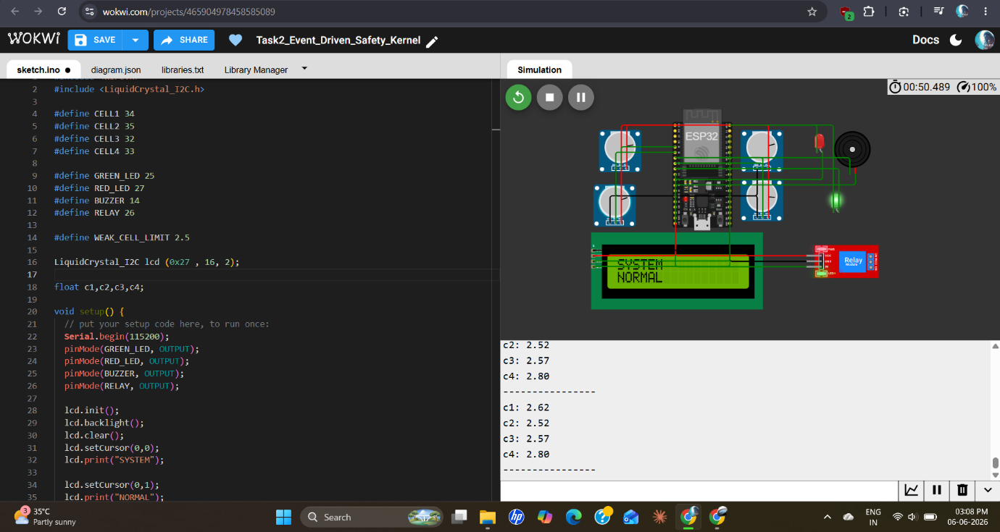 wokwi.com/projects/465904978458585089
2
WOKWI
SAVE
SHARE
Task2_Event_Driven_Safety_Kernel
Docs
sketch.ino
diagram.json
libraries.txt
Library Manager
2 #include <LiquidCrystal_I2C.h>
3
4 #define CELL1 34
5 #define CELL2 35
6 #define CELL3 32
7 #define CELL4 33
8
9 #define GREEN_LED 25
10 #define RED_LED 27
11 #define BUZZER 14
12 #define RELAY 26
13
14 #define WEAK_CELL_LIMIT 2.5
15
16 LiquidCrystal_I2C lcd (0x27 , 16, 2);
17
18 float c1,c2,c3,c4;
19
20 void setup() {
21 // put your setup code here, to run once:
22 Serial.begin(115200);
23 pinMode(GREEN_LED, OUTPUT);
24 pinMode(RED_LED, OUTPUT);
25 pinMode(BUZZER, OUTPUT);
26 pinMode(RELAY, OUTPUT);
27
28 lcd.init();
29 lcd.backlight();
30 lcd.clear();
31 lcd.setCursor(0,0);
32 lcd.print("SYSTEM");
33
34 lcd.setCursor(0,1);
35 lcd.print("NORMAL");
Simulation
00:50.489 100%
ESP32
SYSTEM
NORMAL
PWR
VCC
GND
IN
LED1
Relay
Module
c2: 2.52
c3: 2.57
c4: 2.80
----------------
c1: 2.62
c2: 2.52
c3: 2.57
c4: 2.80
----------------
3
35°C
Partly sunny
Search
hp
ENG
IN
03:08 PM
06-06-2026